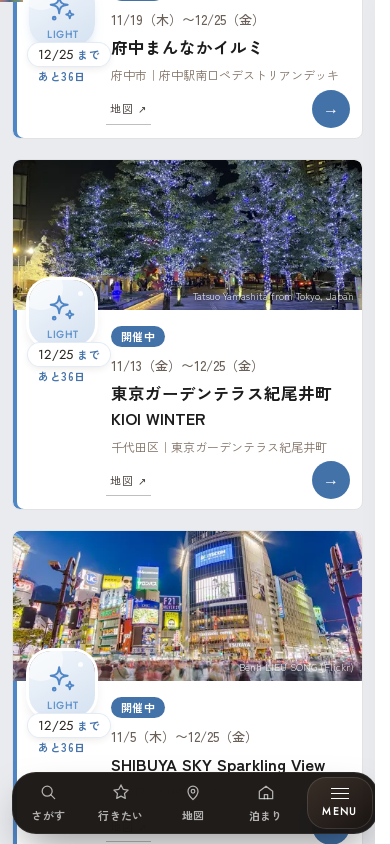 LIGHT
12/25 まで
あと36日
11/19（木）〜12/25（金）
府中まんなかイルミ
府中市｜府中駅南口ペデストリアンデッキ
地図 ↗
→
Tatsuo Yamashita from Tokyo, Japan
LIGHT
12/25 まで
あと36日
開催中
11/13（金）〜12/25（金）
東京ガーデンテラス紀尾井町
KIOI WINTER
千代田区｜東京ガーデンテラス紀尾井町
地図 ↗
→
Benh LIEU SONG (Flickr)
LIGHT
12/25 まで
あと36日
開催中
11/5（木）〜12/25（金）
SHIBUYA SKY Sparkling View
さがす
行きたい
地図
泊まり
MENU